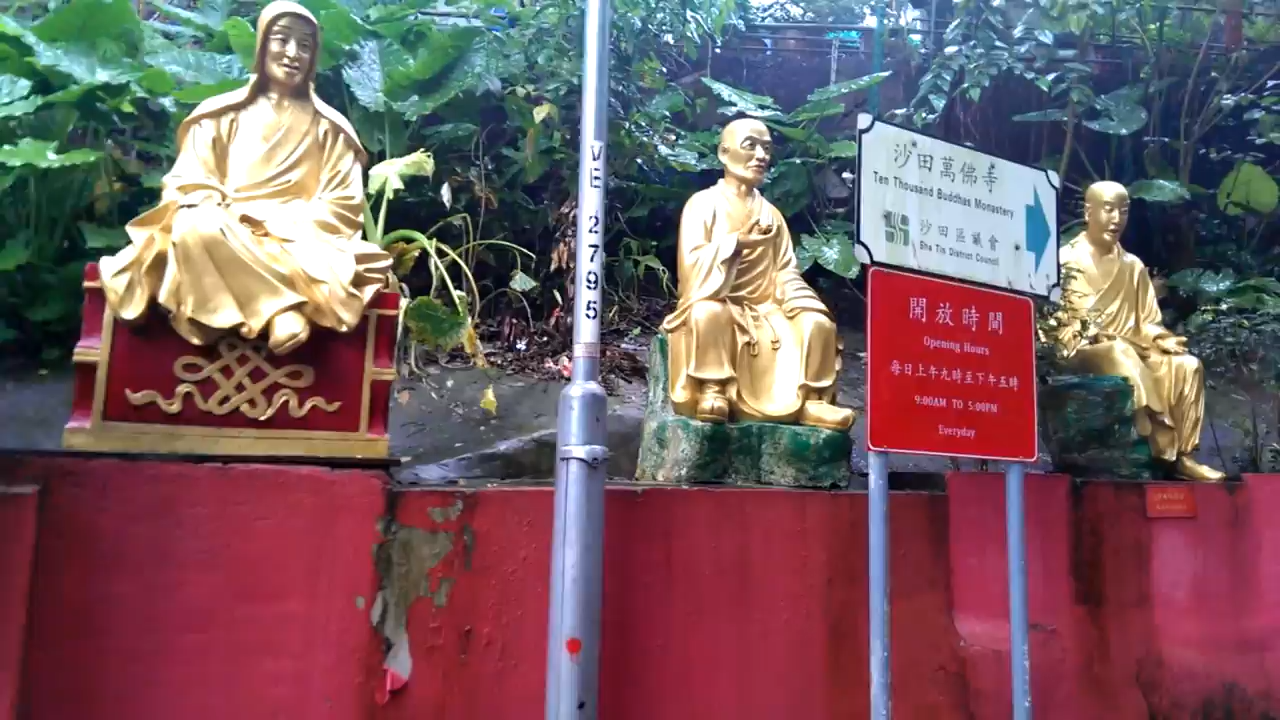 VE 2795
沙田萬佛寺
Ten Thousand Buddhas Monastery
沙田區議會
Sha Tin District Council
開放時間
Opening Hours
每日上午九時至下午五時
9:00AM TO 5:00PM
Everyday